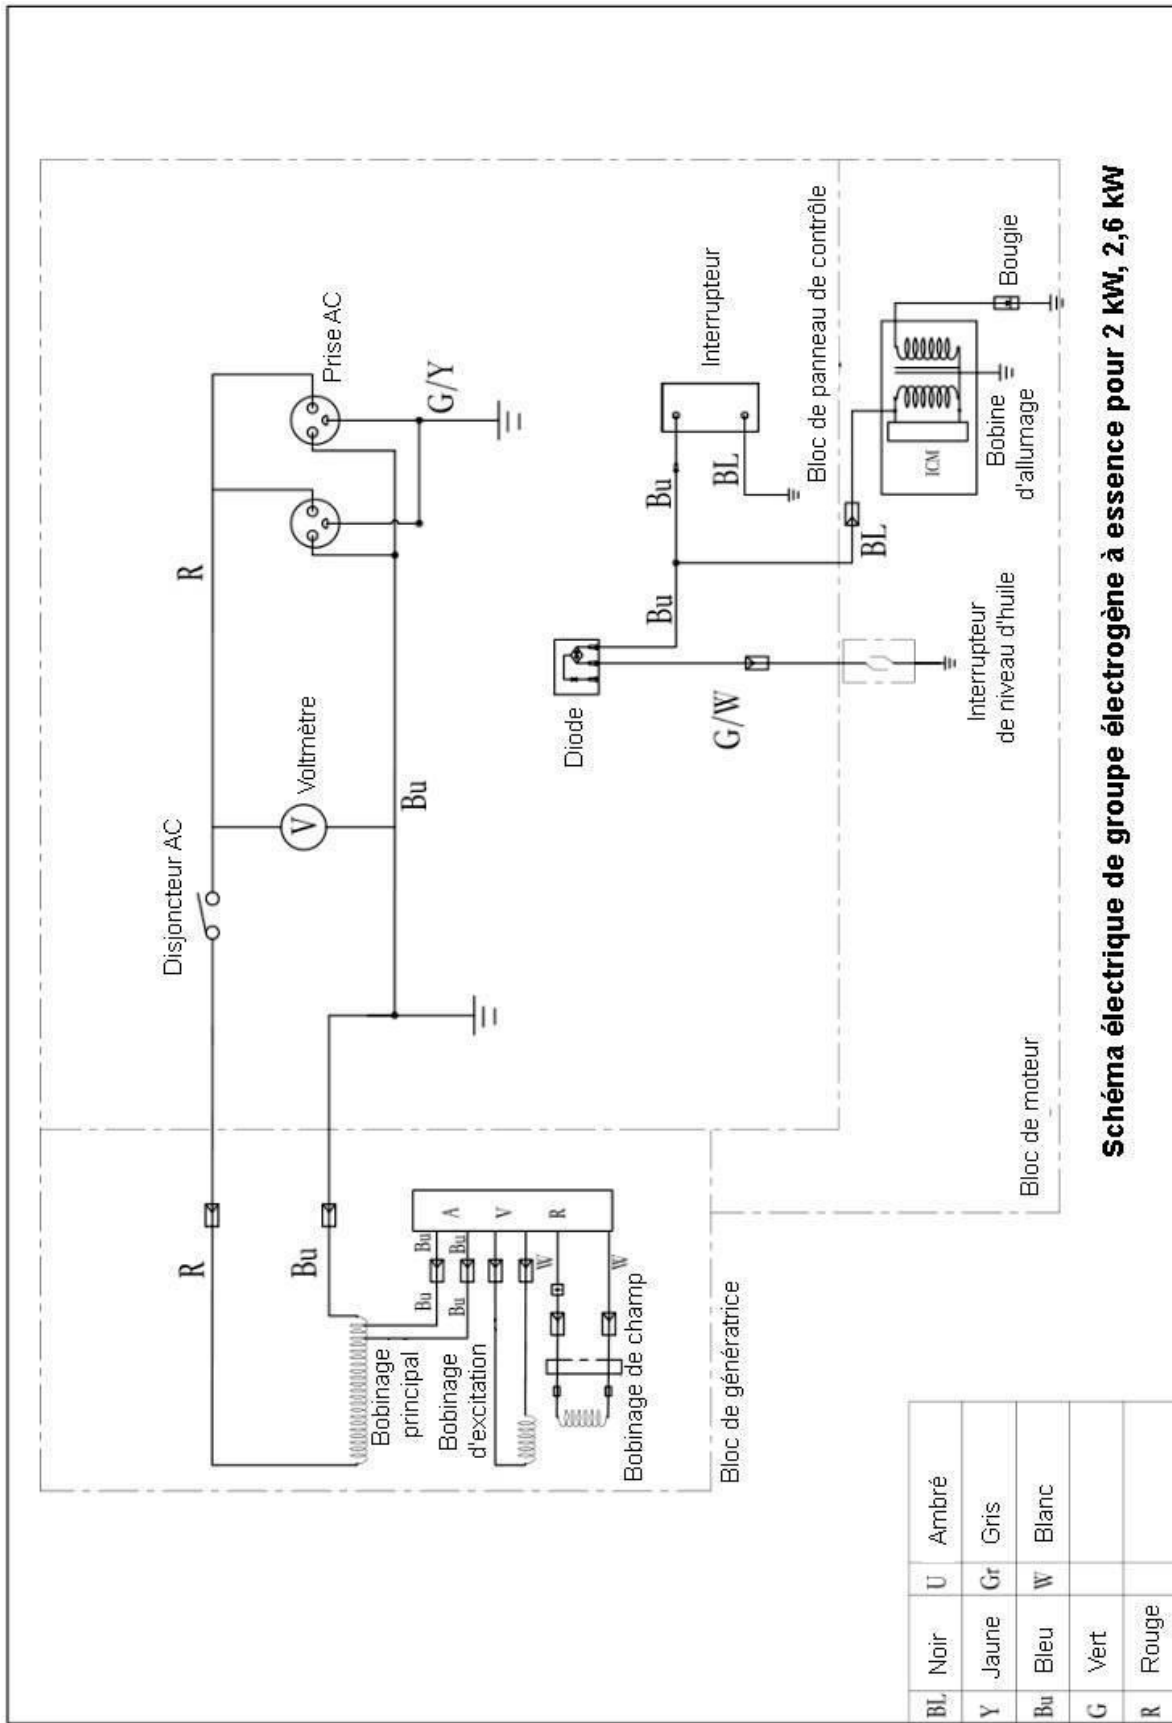 R
Disjoncteur AC
R
Prise AC
Voltmètre
V
Bu
G/Y
Bu
Bobinage
principal
Bu
Bu
Bu
Bu
A
V
R
Bobinage
d'excitation
W
W
Bobinage de champ
Bloc de génératrice
Diode
Bu
Bu
Interrupteur
BL
G/W
BL
Bloc de panneau de contrôle
Interrupteur
de niveau d'huile
ICM
Bobine
d'allumage
Bougie
Bloc de moteur
Schéma électrique de groupe électrogène à essence pour 2 kW, 2,6 kW
BL Noir U Ambré
Y Jaune Gr Gris
Bu Bleu W Blanc
G Vert
R Rouge